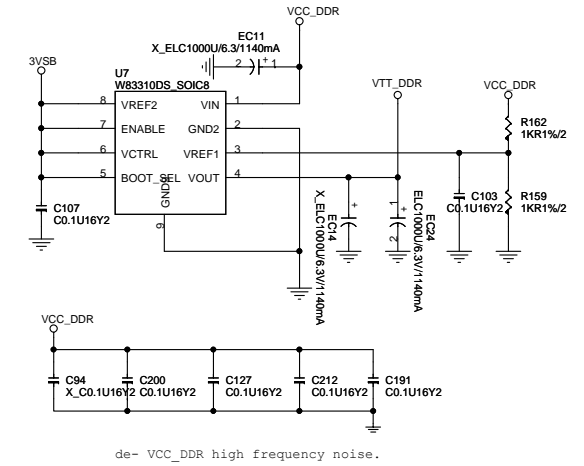 VCC_DDR
EC11
X_ELC1000U/6.3/1140mA
2 + 1
3VSB
U7
W83310DS_SOIC8
VTT_DDR
VCC_DDR
8 VREF2 VIN 1
7 ENABLE GND2 2
6 VCTRL VREF1 3
5 BOOT_SEL VOUT 4
GND
9
R162
1KR1%/2
R159
1KR1%/2
C107
C0.1U16Y2
C103
C0.1U16Y2
+
EC14
X_ELC1000U/6.3V/1140mA
1 +
2
EC24
ELC1000U/6.3V/1140mA
VCC_DDR
C94
X_C0.1U16Y2
C200
C0.1U16Y2
C127
C0.1U16Y2
C212
C0.1U16Y2
C191
C0.1U16Y2
de- VCC_DDR high frequency noise.